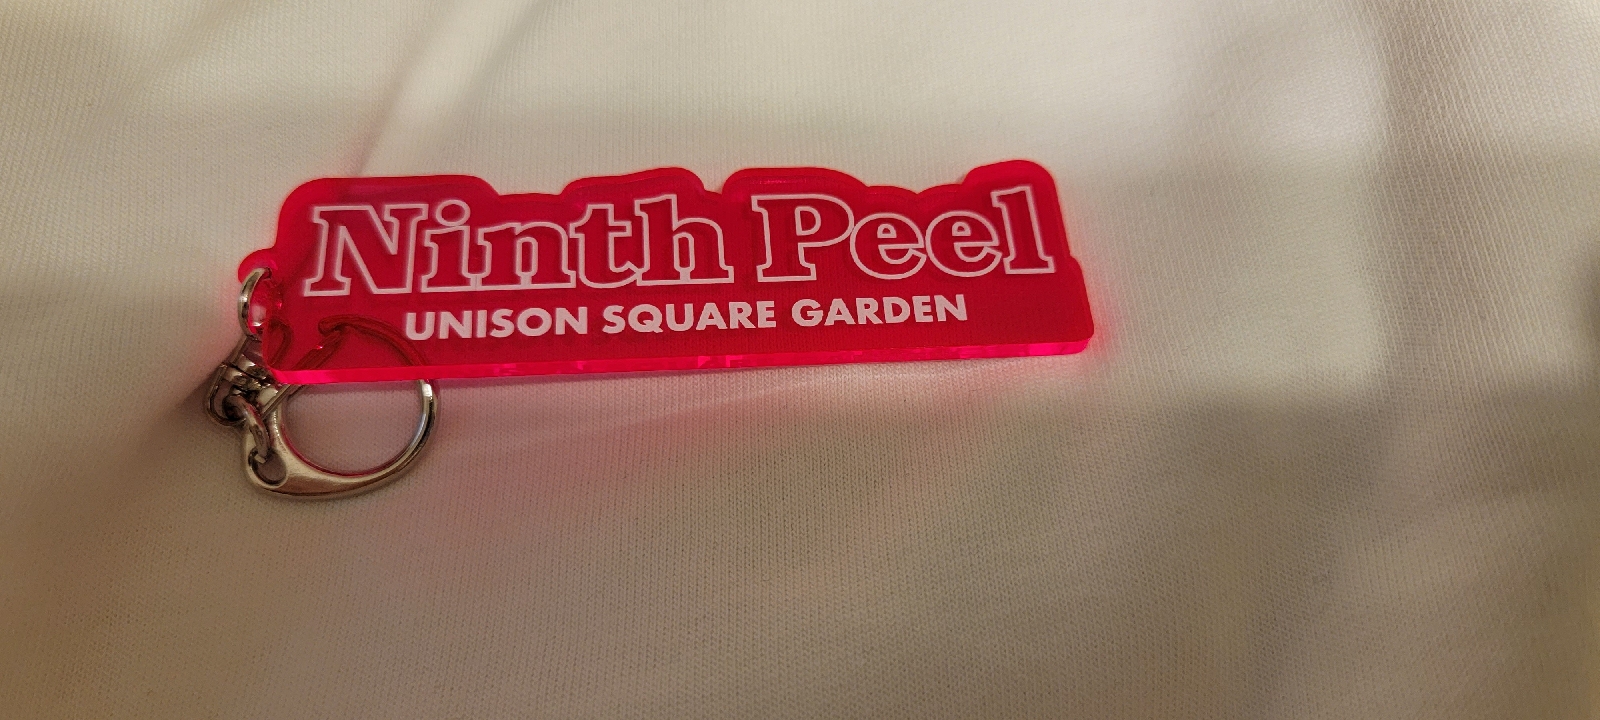 Ninth Peel
UNISON SQUARE GARDEN